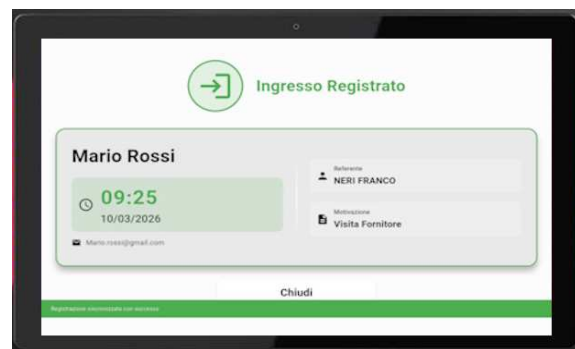 Ingresso Registrato
Mario Rossi
09:25
10/03/2026
Mario.rossi@gmail.com
Referente
NERI FRANCO
Motivazione
Visita Fornitore
Chiudi
Registrazione sincronizzata con successo